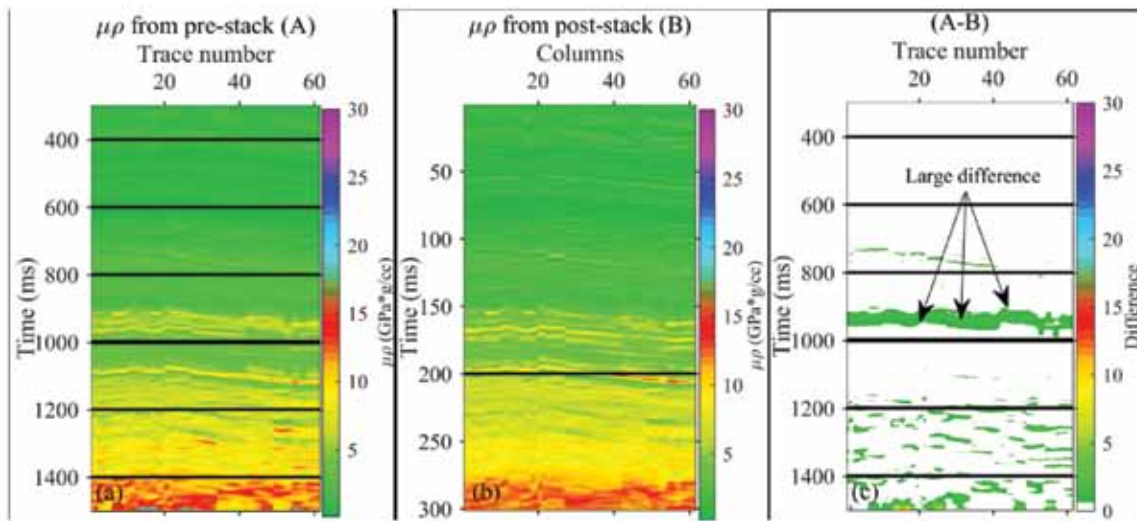 μρ from pre-stack (A)
Trace number
20 40 60
400
600
800
1000
1200
1400
Time (ms)
30
25
20
15
10
5
μρ (GPa*g/cc)
(a)
μρ from post-stack (B)
Columns
20 40 60
50
100
150
200
250
300
Time (ms)
30
25
20
15
10
5
μρ (GPa*g/cc)
(b)
(A-B)
Trace number
20 40 60
400
600
800
1000
1200
1400
Time (ms)
Large difference
30
25
20
15
10
5
0
Difference
(c)